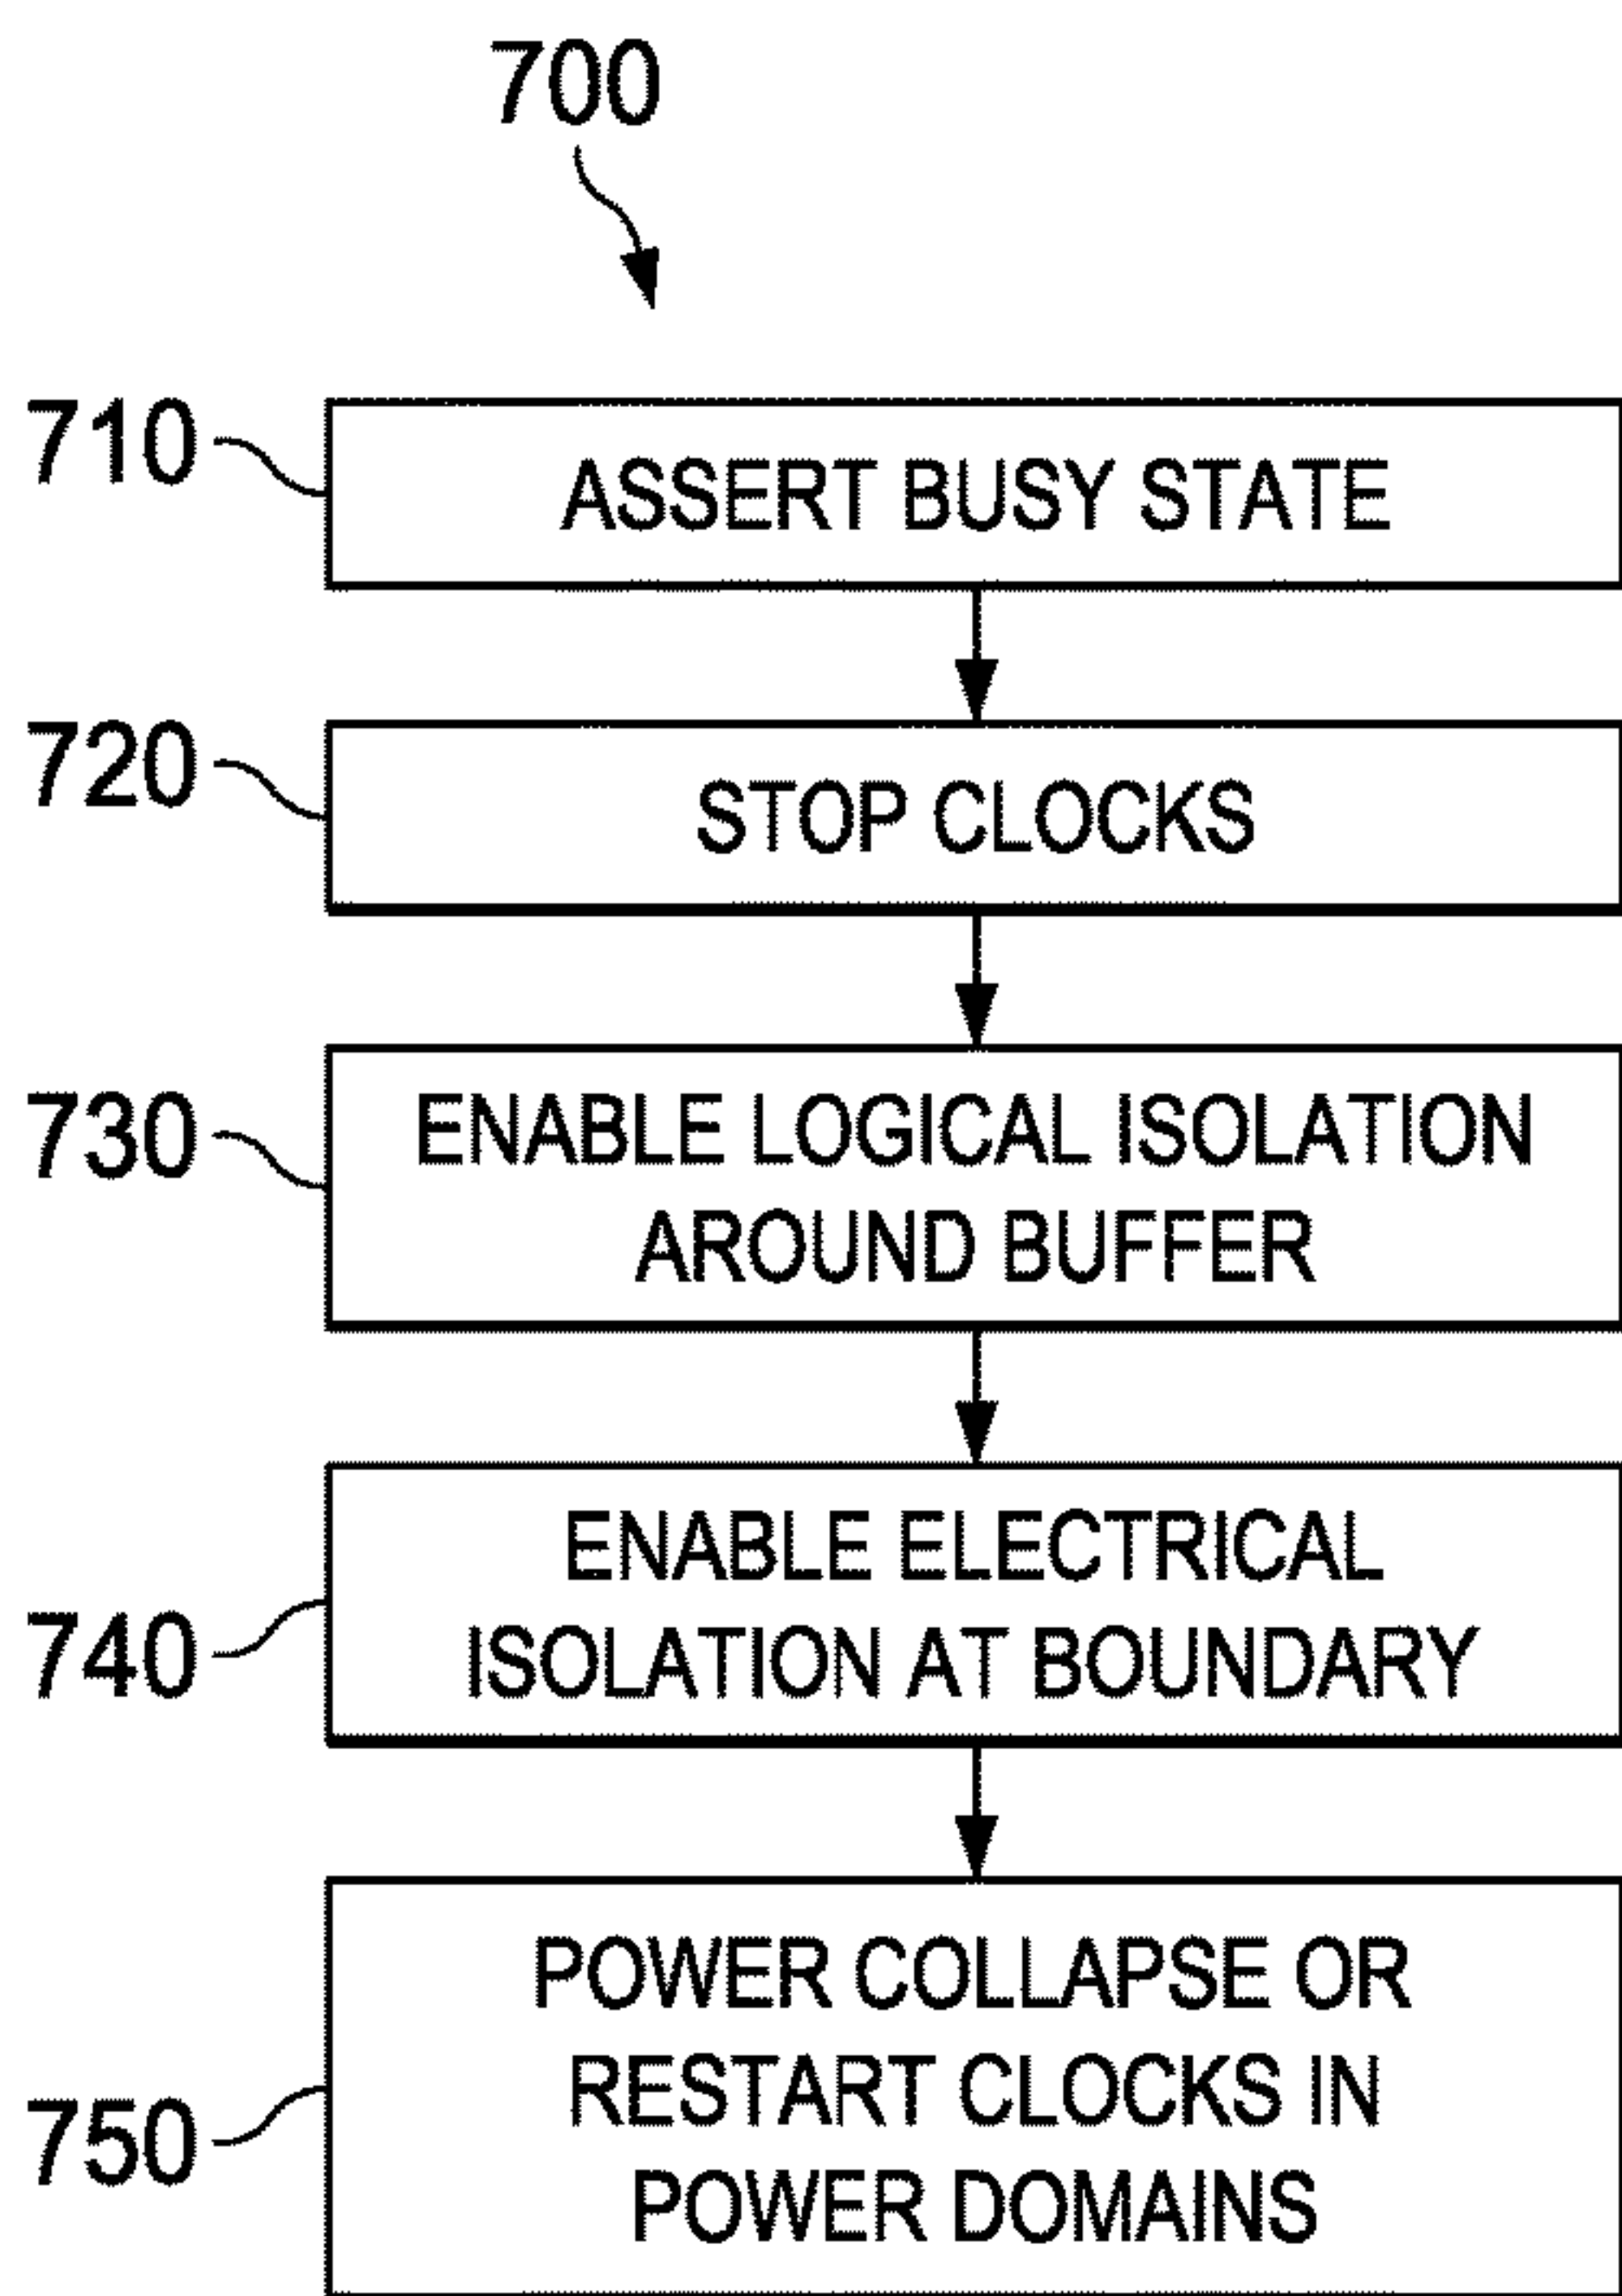 700
710
ASSERT BUSY STATE
720
STOP CLOCKS
730
ENABLE LOGICAL ISOLATION
AROUND BUFFER
740
ENABLE ELECTRICAL
ISOLATION AT BOUNDARY
750
POWER COLLAPSE OR
RESTART CLOCKS IN
POWER DOMAINS